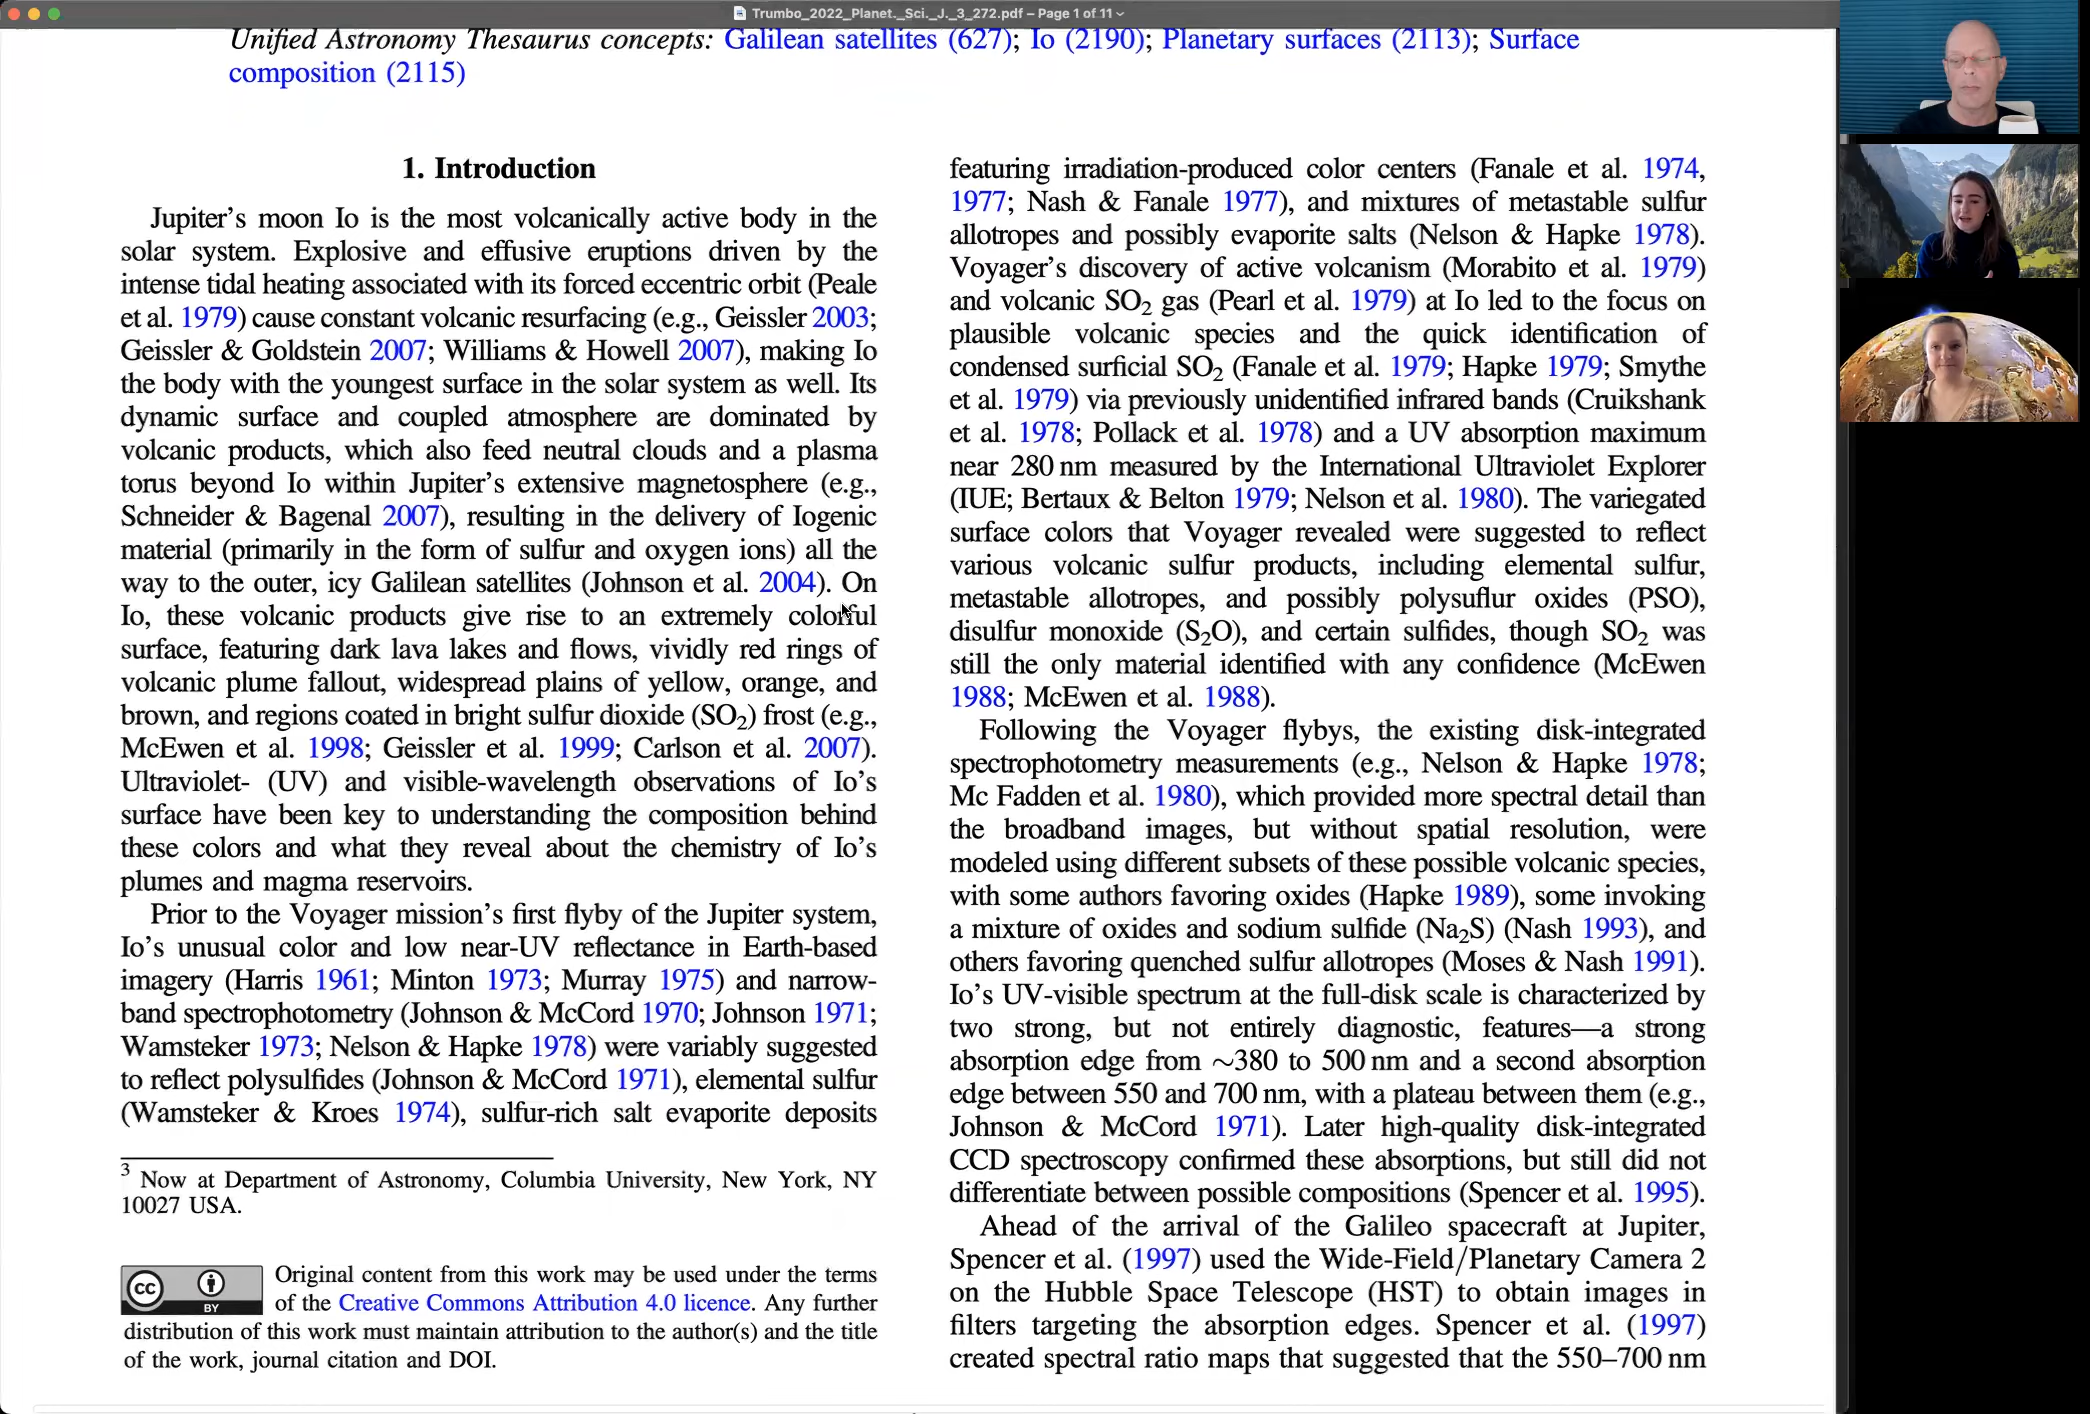 Trumbo_2022_Planet._Sci._J._3_272.pdf – Page 1 of 11
Unified Astronomy Thesaurus concepts: Galilean satellites (627); Io (2190); Planetary surfaces (2113); Surface
composition (2115)
1. Introduction
Jupiter's moon Io is the most volcanically active body in the
solar system. Explosive and effusive eruptions driven by the
intense tidal heating associated with its forced eccentric orbit (Peale
et al. 1979) cause constant volcanic resurfacing (e.g., Geissler 2003;
Geissler & Goldstein 2007; Williams & Howell 2007), making Io
the body with the youngest surface in the solar system as well. Its
dynamic surface and coupled atmosphere are dominated by
volcanic products, which also feed neutral clouds and a plasma
torus beyond Io within Jupiter's extensive magnetosphere (e.g.,
Schneider & Bagenal 2007), resulting in the delivery of Iogenic
material (primarily in the form of sulfur and oxygen ions) all the
way to the outer, icy Galilean satellites (Johnson et al. 2004). On
Io, these volcanic products give rise to an extremely colorful
surface, featuring dark lava lakes and flows, vividly red rings of
volcanic plume fallout, widespread plains of yellow, orange, and
brown, and regions coated in bright sulfur dioxide (SO₂) frost (e.g.,
McEwen et al. 1998; Geissler et al. 1999; Carlson et al. 2007).
Ultraviolet- (UV) and visible-wavelength observations of Io's
surface have been key to understanding the composition behind
these colors and what they reveal about the chemistry of Io's
plumes and magma reservoirs.
Prior to the Voyager mission's first flyby of the Jupiter system,
Io's unusual color and low near-UV reflectance in Earth-based
imagery (Harris 1961; Minton 1973; Murray 1975) and narrow-
band spectrophotometry (Johnson & McCord 1970; Johnson 1971;
Wamsteker 1973; Nelson & Hapke 1978) were variably suggested
to reflect polysulfides (Johnson & McCord 1971), elemental sulfur
(Wamsteker & Kroes 1974), sulfur-rich salt evaporite deposits
3 Now at Department of Astronomy, Columbia University, New York, NY
10027 USA.
cc BY
Original content from this work may be used under the terms
of the Creative Commons Attribution 4.0 licence. Any further
distribution of this work must maintain attribution to the author(s) and the title
of the work, journal citation and DOI.
featuring irradiation-produced color centers (Fanale et al. 1974,
1977; Nash & Fanale 1977), and mixtures of metastable sulfur
allotropes and possibly evaporite salts (Nelson & Hapke 1978).
Voyager's discovery of active volcanism (Morabito et al. 1979)
and volcanic SO₂ gas (Pearl et al. 1979) at Io led to the focus on
plausible volcanic species and the quick identification of
condensed surficial SO₂ (Fanale et al. 1979; Hapke 1979; Smythe
et al. 1979) via previously unidentified infrared bands (Cruikshank
et al. 1978; Pollack et al. 1978) and a UV absorption maximum
near 280 nm measured by the International Ultraviolet Explorer
(IUE; Bertaux & Belton 1979; Nelson et al. 1980). The variegated
surface colors that Voyager revealed were suggested to reflect
various volcanic sulfur products, including elemental sulfur,
metastable allotropes, and possibly polysuflur oxides (PSO),
disulfur monoxide (S₂O), and certain sulfides, though SO₂ was
still the only material identified with any confidence (McEwen
1988; McEwen et al. 1988).
Following the Voyager flybys, the existing disk-integrated
spectrophotometry measurements (e.g., Nelson & Hapke 1978;
Mc Fadden et al. 1980), which provided more spectral detail than
the broadband images, but without spatial resolution, were
modeled using different subsets of these possible volcanic species,
with some authors favoring oxides (Hapke 1989), some invoking
a mixture of oxides and sodium sulfide (Na₂S) (Nash 1993), and
others favoring quenched sulfur allotropes (Moses & Nash 1991).
Io's UV-visible spectrum at the full-disk scale is characterized by
two strong, but not entirely diagnostic, features—a strong
absorption edge from ~380 to 500 nm and a second absorption
edge between 550 and 700 nm, with a plateau between them (e.g.,
Johnson & McCord 1971). Later high-quality disk-integrated
CCD spectroscopy confirmed these absorptions, but still did not
differentiate between possible compositions (Spencer et al. 1995).
Ahead of the arrival of the Galileo spacecraft at Jupiter,
Spencer et al. (1997) used the Wide-Field/Planetary Camera 2
on the Hubble Space Telescope (HST) to obtain images in
filters targeting the absorption edges. Spencer et al. (1997)
created spectral ratio maps that suggested that the 550–700 nm